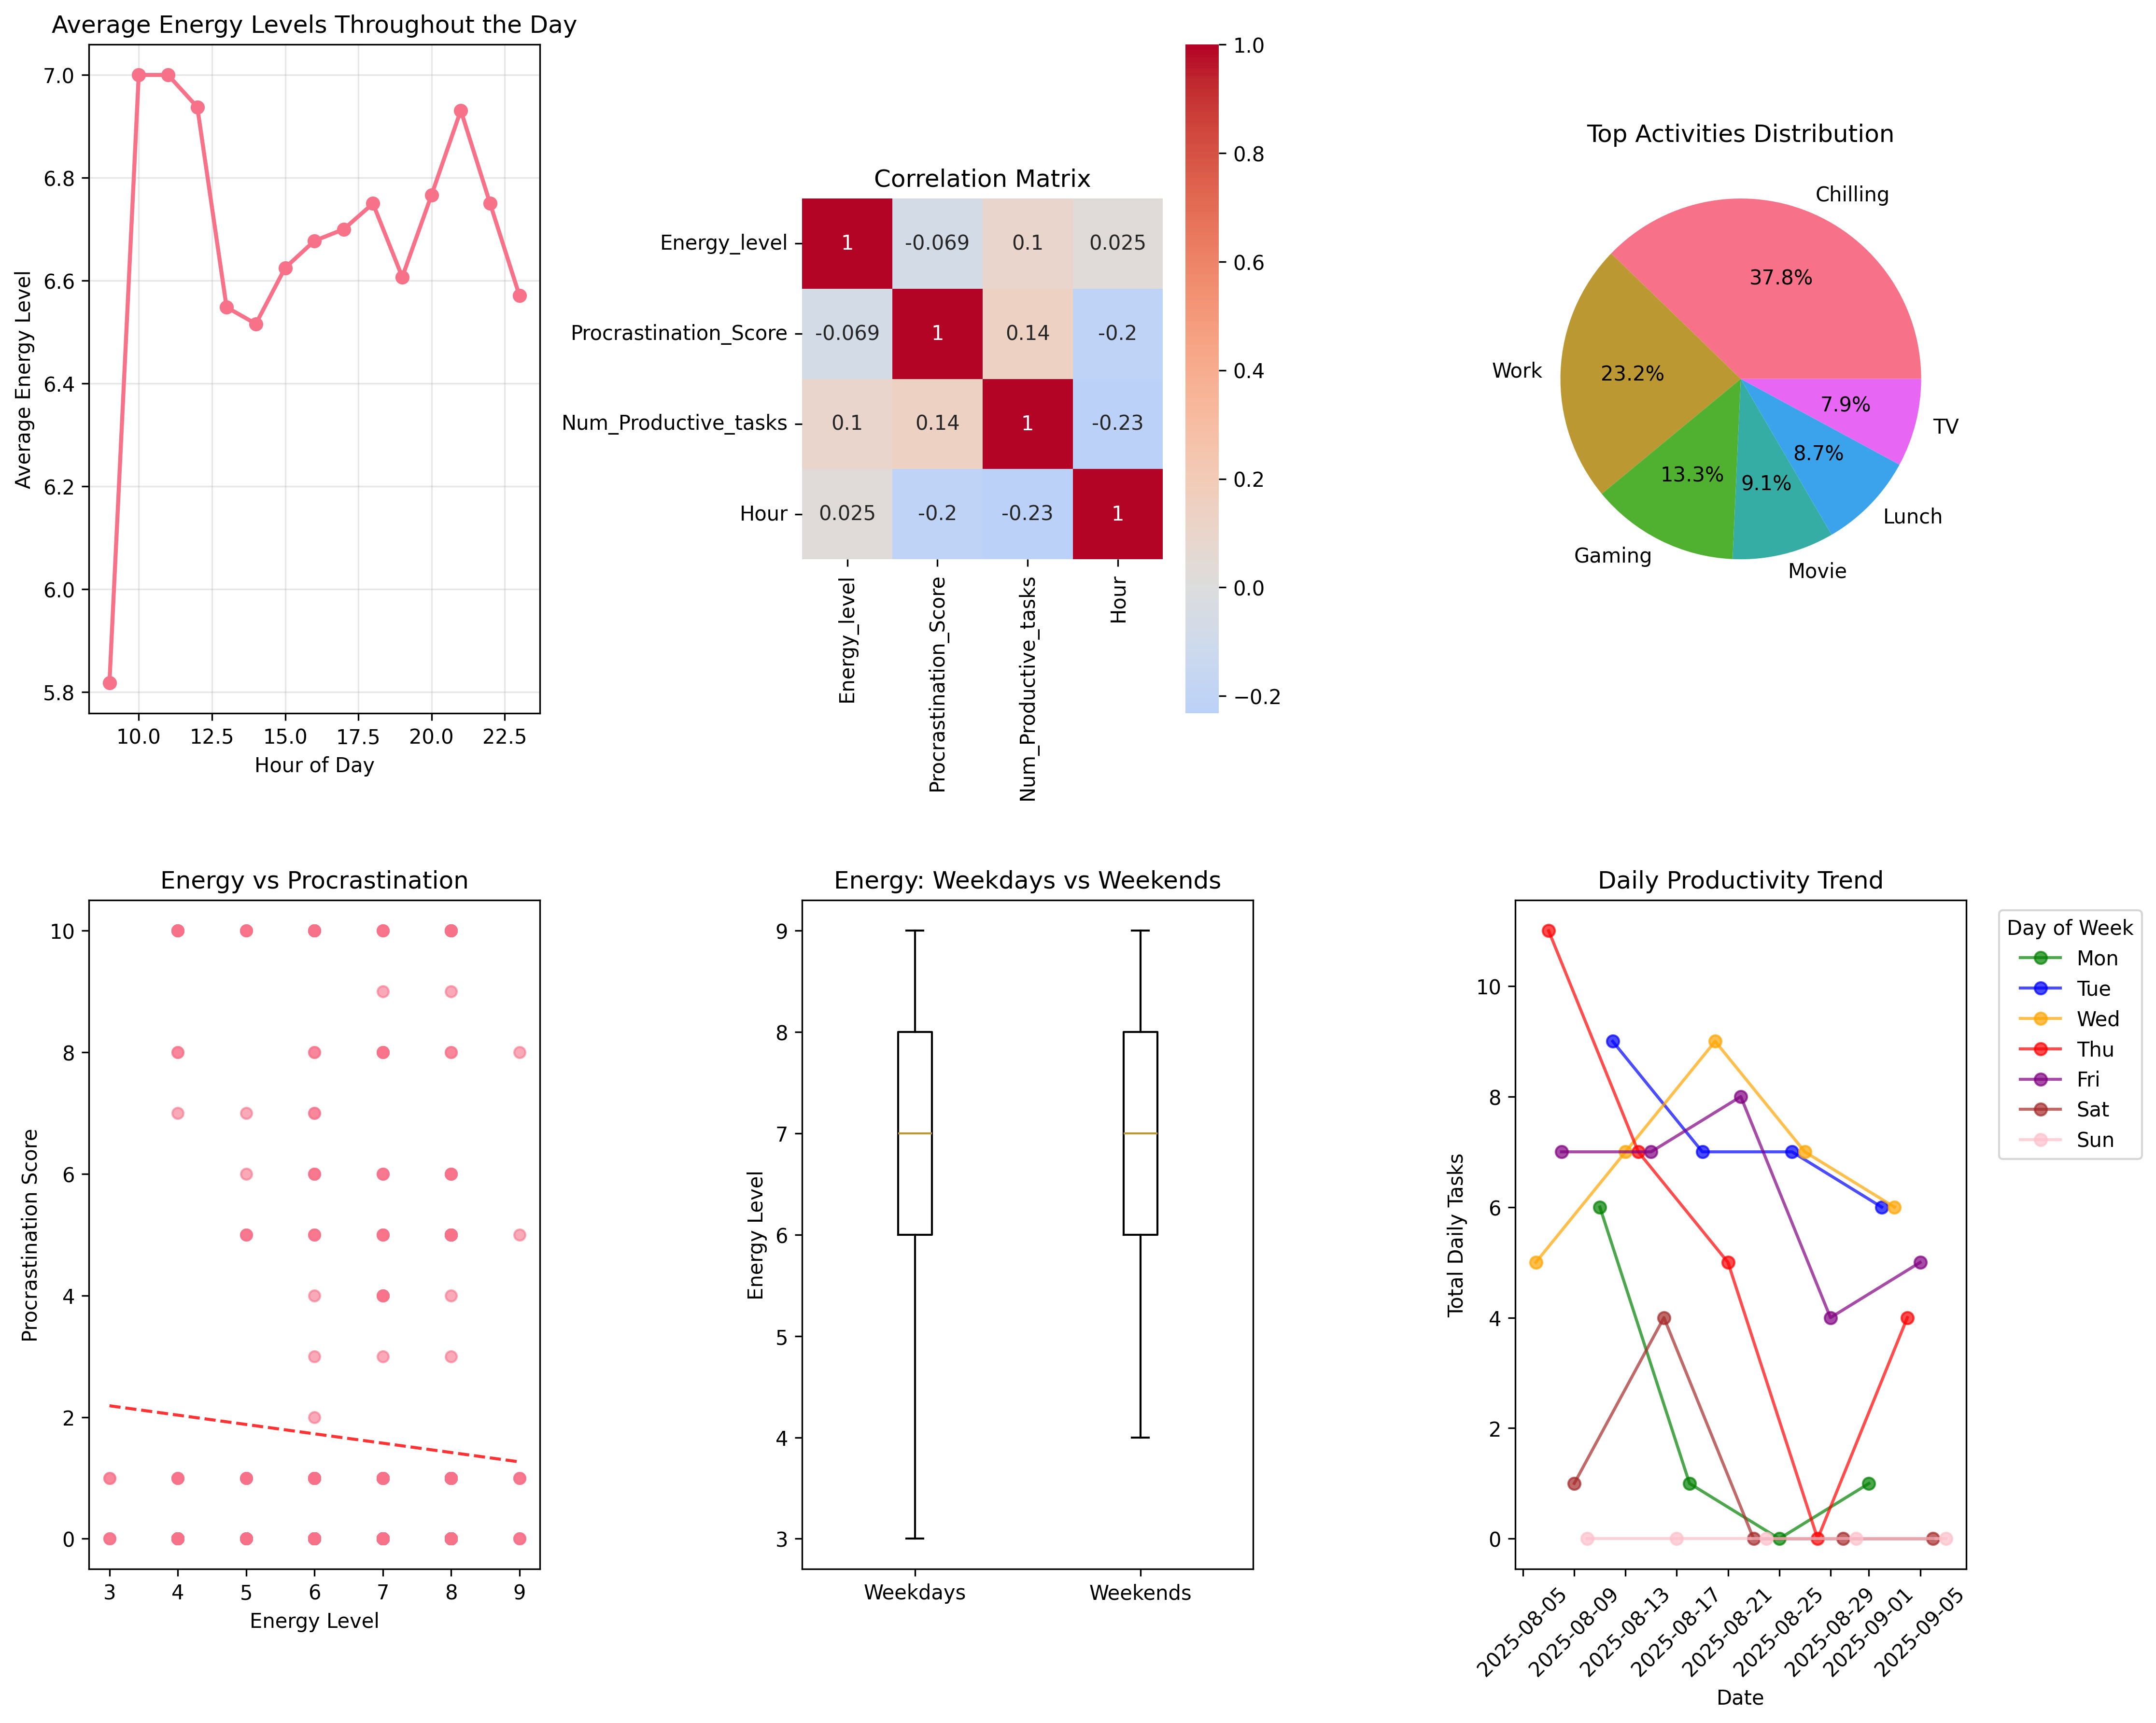 Average Energy Levels Throughout the Day
7.0
6.8
6.6
6.4
6.2
6.0
5.8
Average Energy Level
10.0 12.5 15.0 17.5 20.0 22.5
Hour of Day
Correlation Matrix
Energy_level 1 -0.069 0.1 0.025
Procrastination_Score -0.069 1 0.14 -0.2
Num_Productive_tasks 0.1 0.14 1 -0.23
Hour 0.025 -0.2 -0.23 1
Energy_level
Procrastination_Score
Num_Productive_tasks
Hour
1.0
0.8
0.6
0.4
0.2
0.0
−0.2
Top Activities Distribution
Chilling
37.8%
Work
23.2%
Gaming
13.3%
Movie
9.1%
Lunch
8.7%
TV
7.9%
Energy vs Procrastination
10
8
6
4
2
0
Procrastination Score
3 4 5 6 7 8 9
Energy Level
Energy: Weekdays vs Weekends
9
8
7
6
5
4
3
Energy Level
Weekdays Weekends
Daily Productivity Trend
10
8
6
4
2
0
Total Daily Tasks
2025-08-05
2025-08-09
2025-08-13
2025-08-17
2025-08-21
2025-08-25
2025-08-29
2025-09-01
2025-09-05
Date
Day of Week
Mon
Tue
Wed
Thu
Fri
Sat
Sun